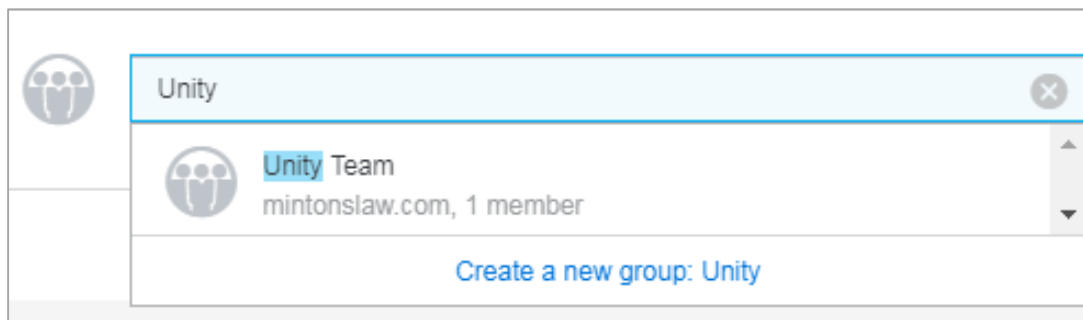 Unity
Unity Team
mintonslaw.com, 1 member
Create a new group: Unity